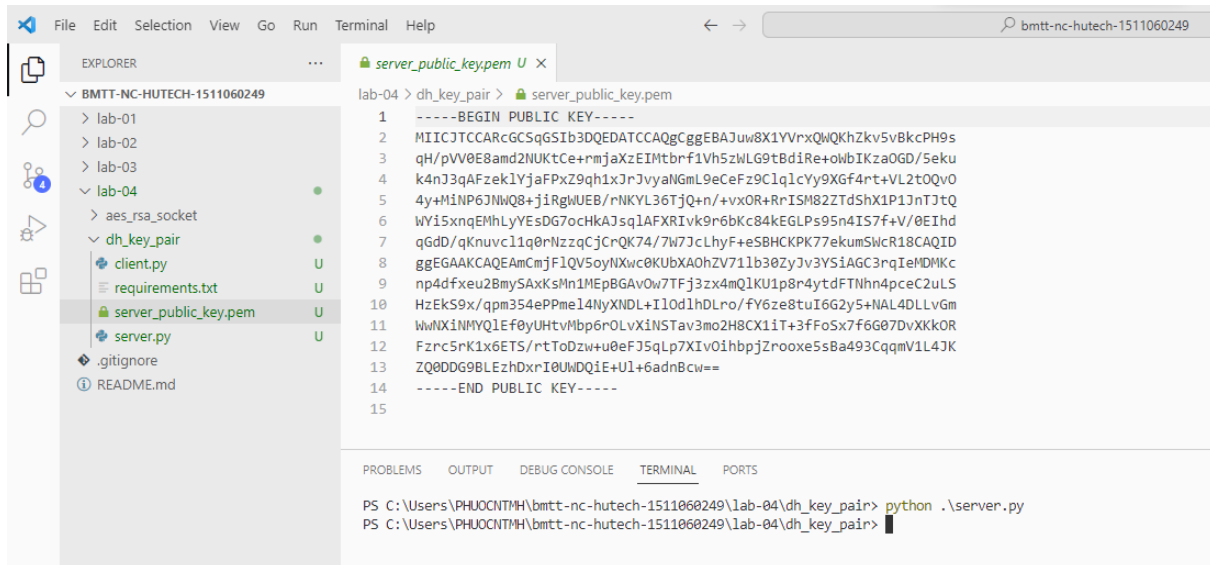 File Edit Selection View Go Run Terminal Help
bmtt-nc-hutech-1511060249
EXPLORER
BMTT-NC-HUTECH-1511060249
lab-01
lab-02
lab-03
lab-04
aes_rsa_socket
dh_key_pair
client.py U
requirements.txt U
server_public_key.pem U
server.py U
.gitignore
README.md
4
server_public_key.pem U
lab-04 > dh_key_pair > server_public_key.pem
1 -----BEGIN PUBLIC KEY-----
2 MIICJTCCARcGCSqGSIb3DQEDATCCAQgCggEBAJuw8X1YVrxQWQKhZkv5vBkcPH9s
3 qH/pVV0E8amd2NUKtCe+rmjaXzEIMtbrf1Vh5zWLG9tBdiRe+oWbIKzaOGD/5eku
4 k4nJ3qAFzeklYjaFPxZ9qh1xJrJvyaNGmL9eCeFz9ClqlcYy9XGf4rt+VL2tOQvO
5 4y+MiNP6JNWQ8+jiRgWUEB/rNKYL36TjQ+n/+vxOR+RrISM82ZTdShX1P1JnTJtQ
6 WYi5xnqEMhLyYEsDG7ocHkAJsqlAFXRIvk9r6bKc84kEGLPs95n4IS7f+V/0EIhd
7 qGdD/qKnuvcl1q0rNzzqCjCrQK74/7W7JcLhyF+eSBHCKPK77ekumSWcR18CAQID
8 ggEGAAKCAQEAmCmjFlQV5oyNXwc0KUbXAOhZV71lb30ZyJv3YSiAGC3rqIeMDMKc
9 np4dfxeu2BmySAxKsMn1MEpBGAvOw7TFj3zx4mQlKU1p8r4ytdFTNhn4pceC2uLS
10 HzEkS9x/qpm354ePPmel4NyXNDL+IlOdlhDLro/fY6ze8tuI6G2y5+NAL4DLLvGm
11 WwNXiNMYQlEf0yUHtvMbp6rOLvXiNSTav3mo2H8CX1iT+3fFoSx7f6G07DvXKkOR
12 Fzrc5rK1x6ETS/rtToDzw+u0eFJ5qLp7XIvOihbpjZrooxe5sBa493CqqmV1L4JK
13 ZQ0DDG9BLEzhDxrI0UWDQiE+Ul+6adnBcw==
14 -----END PUBLIC KEY-----
15
PROBLEMS OUTPUT DEBUG CONSOLE TERMINAL PORTS
PS C:\Users\PHUOCNTMH\bmtt-nc-hutech-1511060249\lab-04\dh_key_pair> python .\server.py
PS C:\Users\PHUOCNTMH\bmtt-nc-hutech-1511060249\lab-04\dh_key_pair>